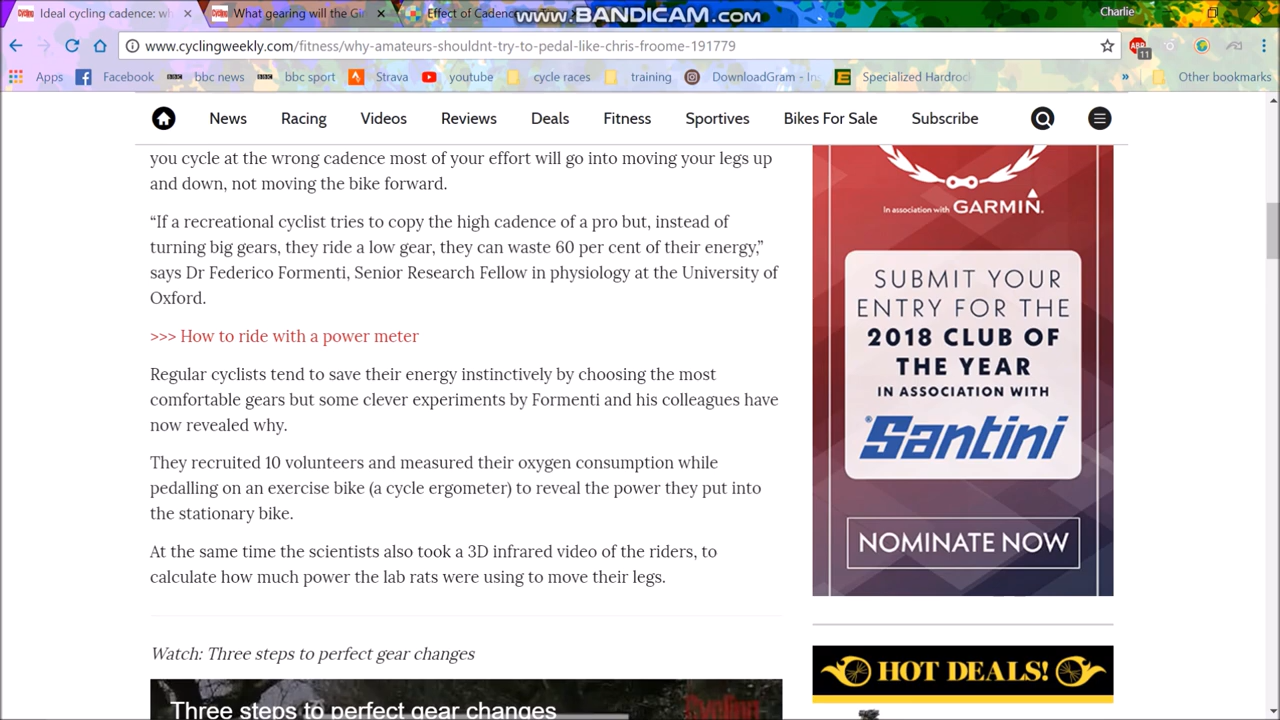 Ideal cycling cadence: wh
What gearing will the Gi
Effect of Cadenc
www.BANDICAM.com
Charlie
www.cyclingweekly.com/fitness/why-amateurs-shouldnt-try-to-pedal-like-chris-froome-191779
ABP
11
Apps Facebook bbc news bbc sport Strava youtube cycle races training DownloadGram - In Specialized Hardroc » Other bookmarks
News Racing Videos Reviews Deals Fitness Sportives Bikes For Sale Subscribe
you cycle at the wrong cadence most of your effort will go into moving your legs up
and down, not moving the bike forward.
“If a recreational cyclist tries to copy the high cadence of a pro but, instead of
turning big gears, they ride a low gear, they can waste 60 per cent of their energy,”
says Dr Federico Formenti, Senior Research Fellow in physiology at the University of
Oxford.
>>> How to ride with a power meter
Regular cyclists tend to save their energy instinctively by choosing the most
comfortable gears but some clever experiments by Formenti and his colleagues have
now revealed why.
They recruited 10 volunteers and measured their oxygen consumption while
pedalling on an exercise bike (a cycle ergometer) to reveal the power they put into
the stationary bike.
At the same time the scientists also took a 3D infrared video of the riders, to
calculate how much power the lab rats were using to move their legs.
Watch: Three steps to perfect gear changes
Three steps to perfect gear changes
In association with GARMIN.
SUBMIT YOUR
ENTRY FOR THE
2018 CLUB OF
THE YEAR
IN ASSOCIATION WITH
Santini
NOMINATE NOW
HOT DEALS!